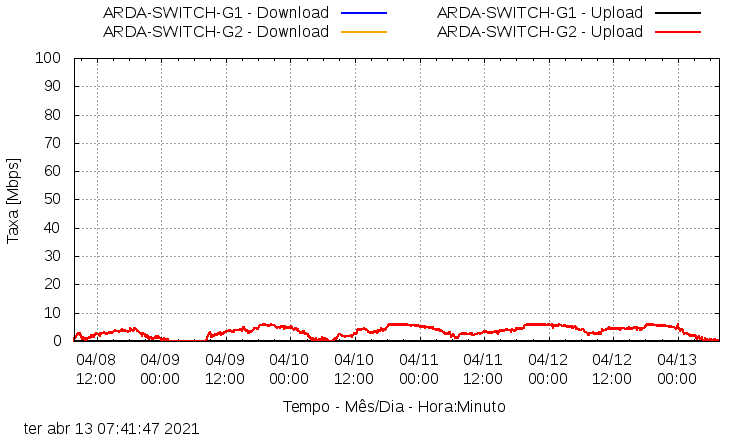 ARDA-SWITCH-G1 - Download
ARDA-SWITCH-G1 - Upload
ARDA-SWITCH-G2 - Download
ARDA-SWITCH-G2 - Upload
Taxa [Mbps]
100
90
80
70
60
50
40
30
20
10
0
04/08 04/09 04/09 04/10 04/10 04/11 04/11 04/12 04/12 04/13
12:00 00:00 12:00 00:00 12:00 00:00 12:00 00:00 12:00 00:00
Tempo - Mês/Dia - Hora:Minuto
ter abr 13 07:41:47 2021